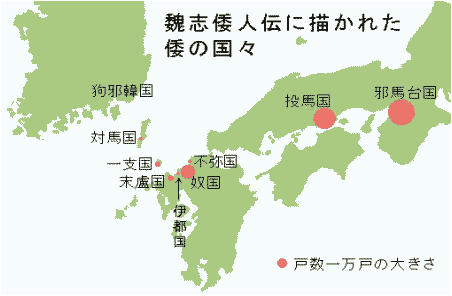 魏志倭人伝に描かれた
倭の国々
狗邪韓国
対馬国
一支国
末盧国
伊都国
不弥国
奴国
投馬国
邪馬台国
戸数一万戸の大きさ